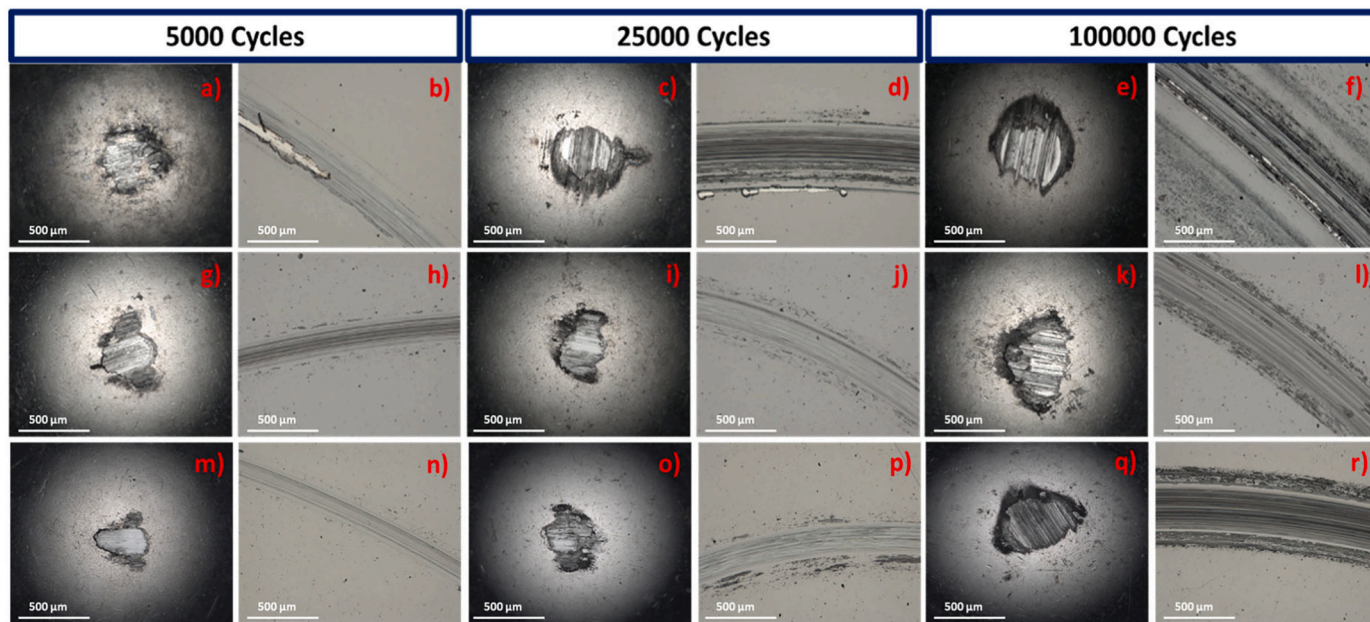 5000 Cycles
25000 Cycles
100000 Cycles
a)
b)
c)
d)
e)
f)
500 µm
500 µm
500 µm
500 µm
500 µm
500 µm
g)
h)
i)
j)
k)
l)
500 µm
500 µm
500 µm
500 µm
500 µm
500 µm
m)
n)
o)
p)
q)
r)
500 µm
500 µm
500 µm
500 µm
500 µm
500 µm